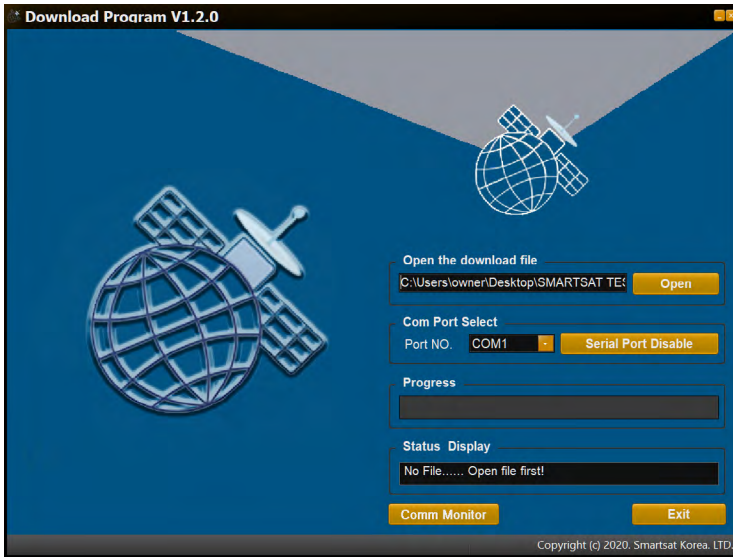 Download Program V1.2.0
Open the download file
C:\Users\owner\Desktop\SMARTSAT TES
Open
Com Port Select
Port NO.
COM1
Serial Port Disable
Progress
Status Display
No File...... Open file first!
Comm Monitor
Exit
Copyright (c) 2020. Smartsat Korea. LTD.